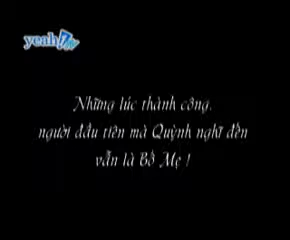 yeah1
Những lúc thành công,
người đầu tiên mà Quỳnh nghĩ đến
vẫn là Bố Mẹ !